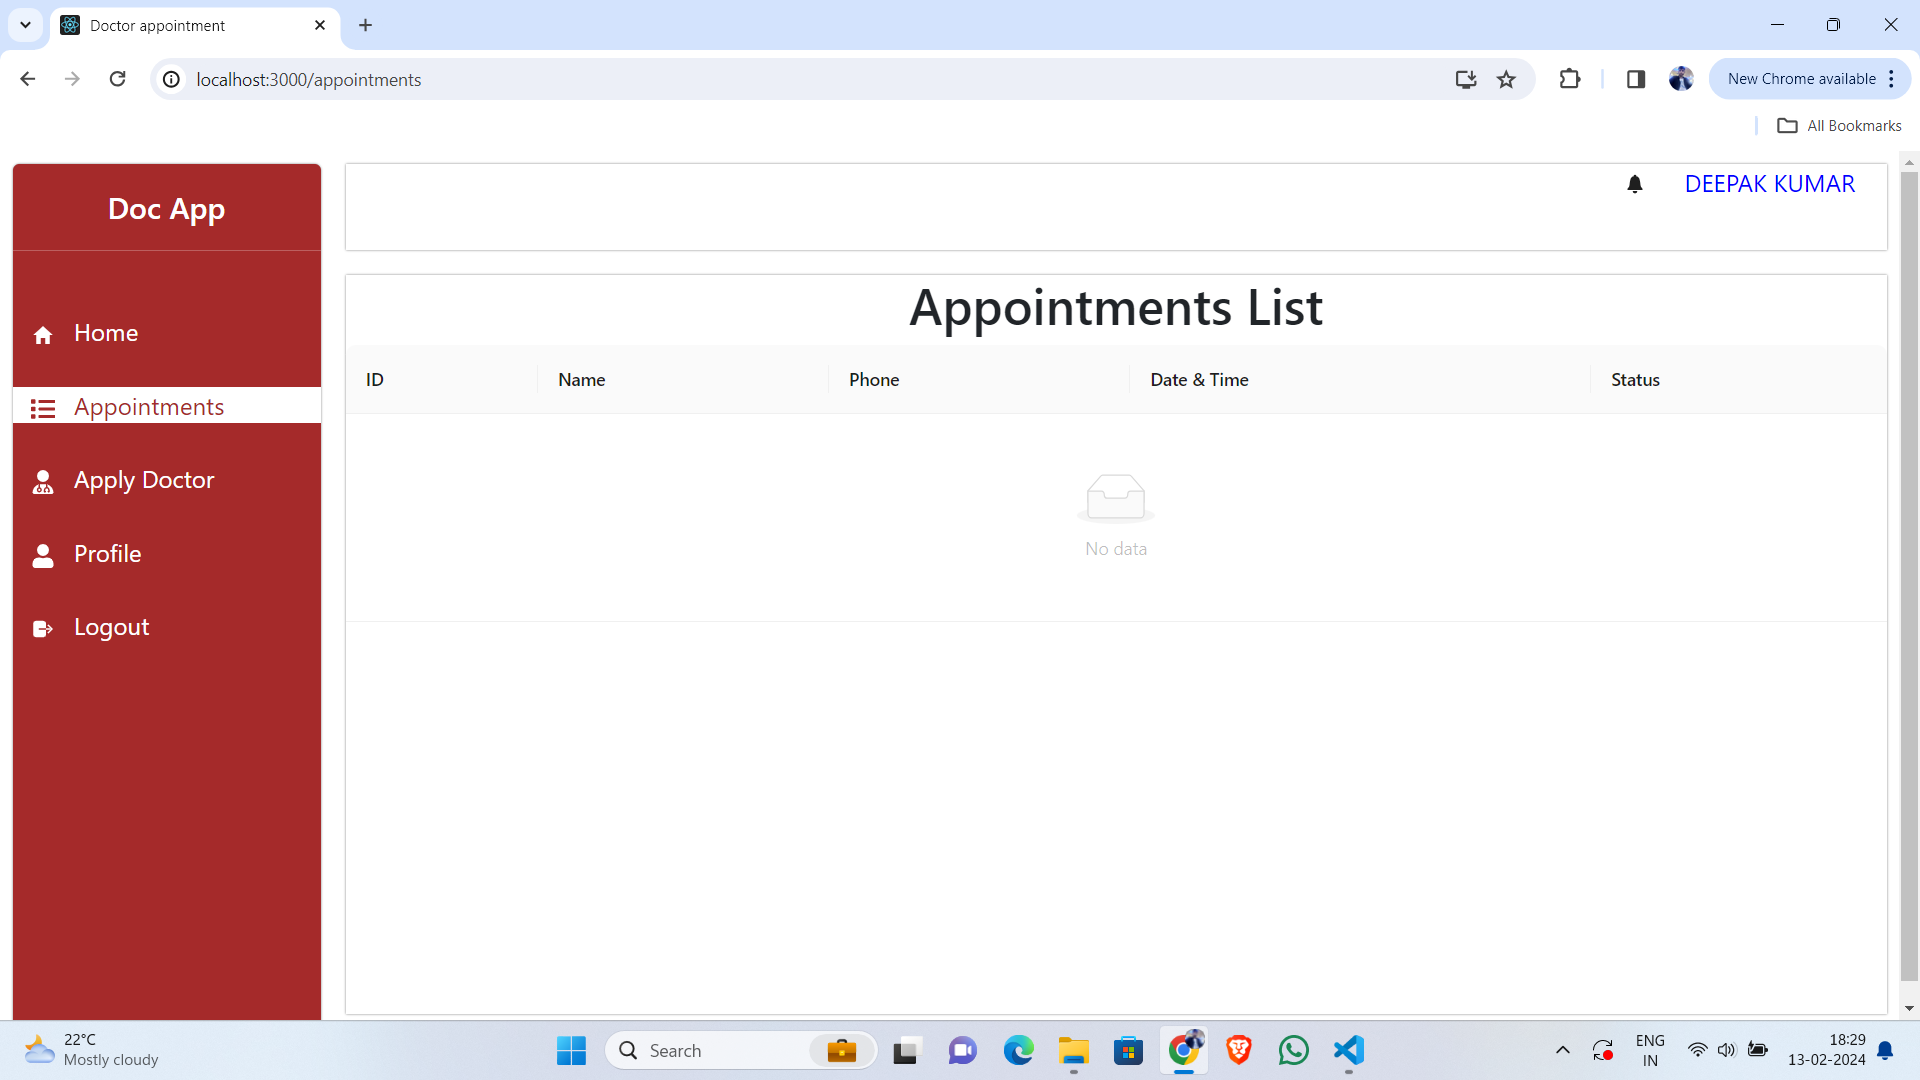 Doctor appointment
localhost:3000/appointments
New Chrome available
All Bookmarks
Doc App
DEEPAK KUMAR
Home
Appointments
Apply Doctor
Profile
Logout
Appointments List
ID Name Phone Date & Time Status
No data
22°C
Mostly cloudy
Search
ENG
IN
18:29
13-02-2024